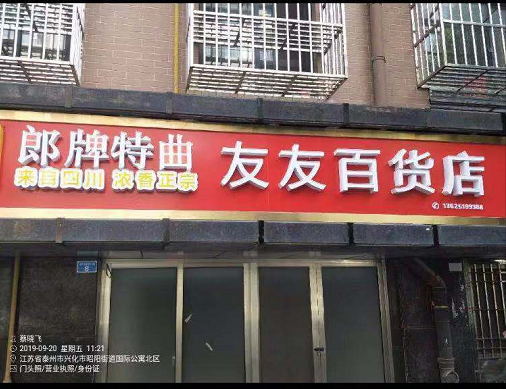 郎牌特曲
来自四川 浓香正宗
友友百货店
13625199388
8
蔡晓飞
2019-09-20 星期五 11:21
江苏省泰州市兴化市昭阳街道国际公寓北区
门头照/营业执照/身份证